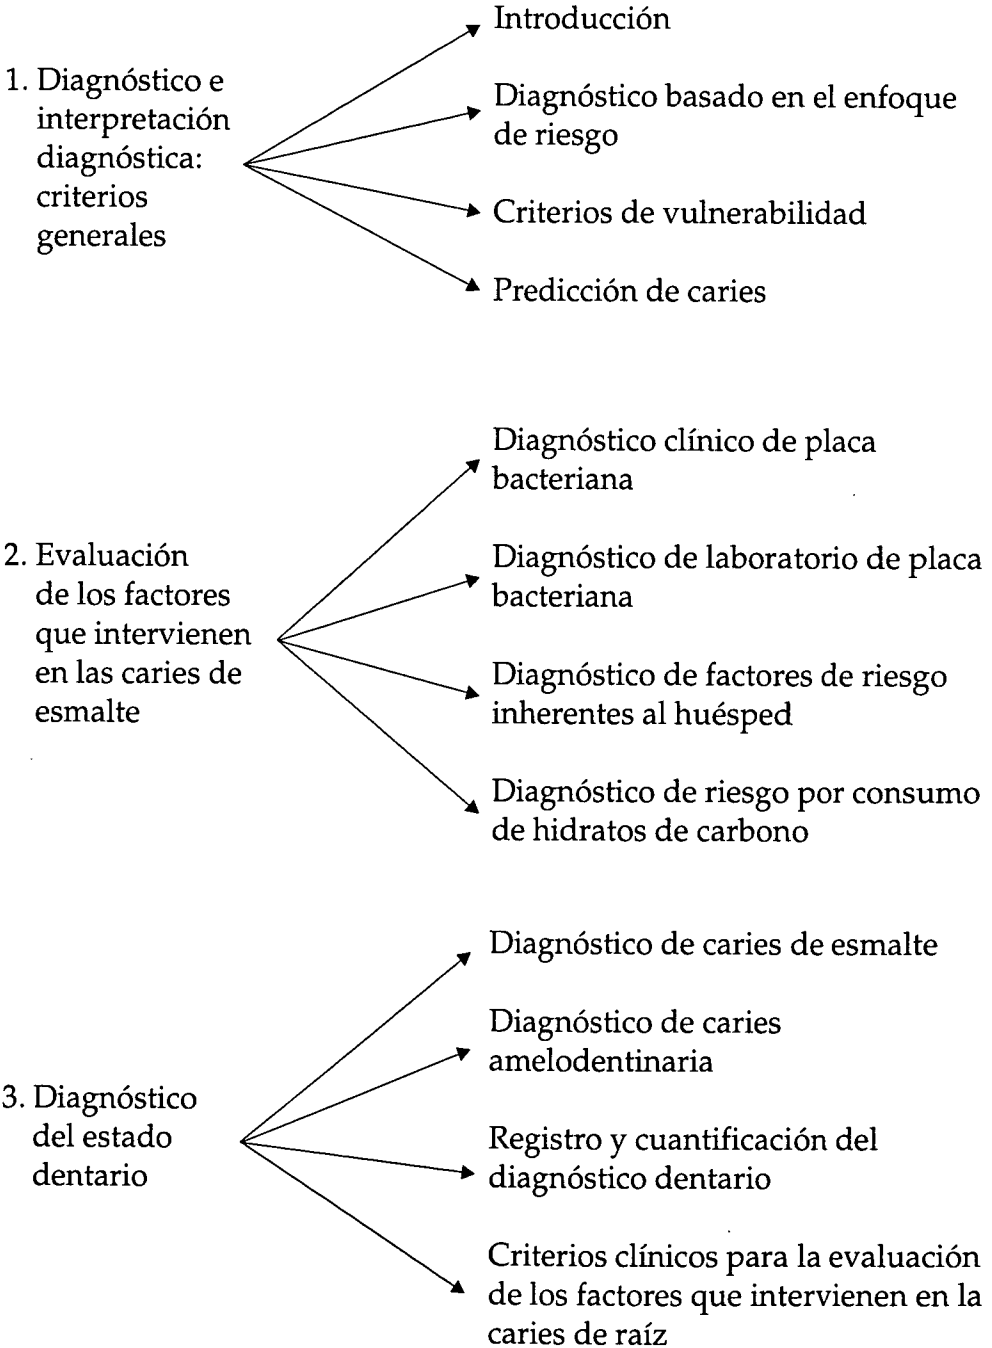 1. Diagnóstico e
interpretación
diagnóstica:
criterios
generales
Introducción
Diagnóstico basado en el enfoque
de riesgo
Criterios de vulnerabilidad
Predicción de caries
2. Evaluación
de los factores
que intervienen
en las caries de
esmalte
Diagnóstico clínico de placa
bacteriana
Diagnóstico de laboratorio de placa
bacteriana
Diagnóstico de factores de riesgo
inherentes al huésped
Diagnóstico de riesgo por consumo
de hidratos de carbono
3. Diagnóstico
del estado
dentario
Diagnóstico de caries de esmalte
Diagnóstico de caries
amelodentinaria
Registro y cuantificación del
diagnóstico dentario
Criterios clínicos para la evaluación
de los factores que intervienen en la
caries de raíz